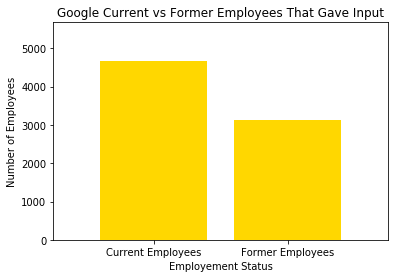 Google Current vs Former Employees That Gave Input
Number of Employees
5000
4000
3000
2000
1000
0
Current Employees
Former Employees
Employement Status